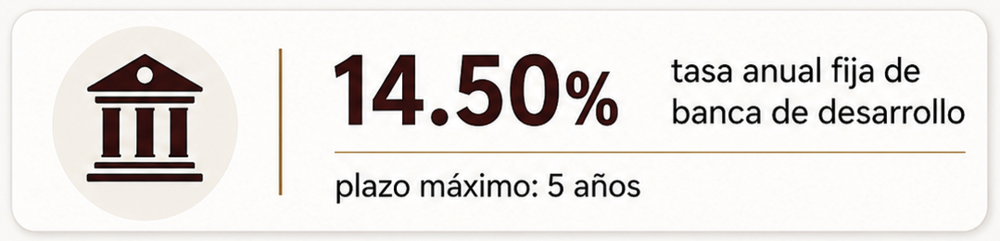 14.50%
tasa anual fija de
banca de desarrollo
plazo máximo: 5 años